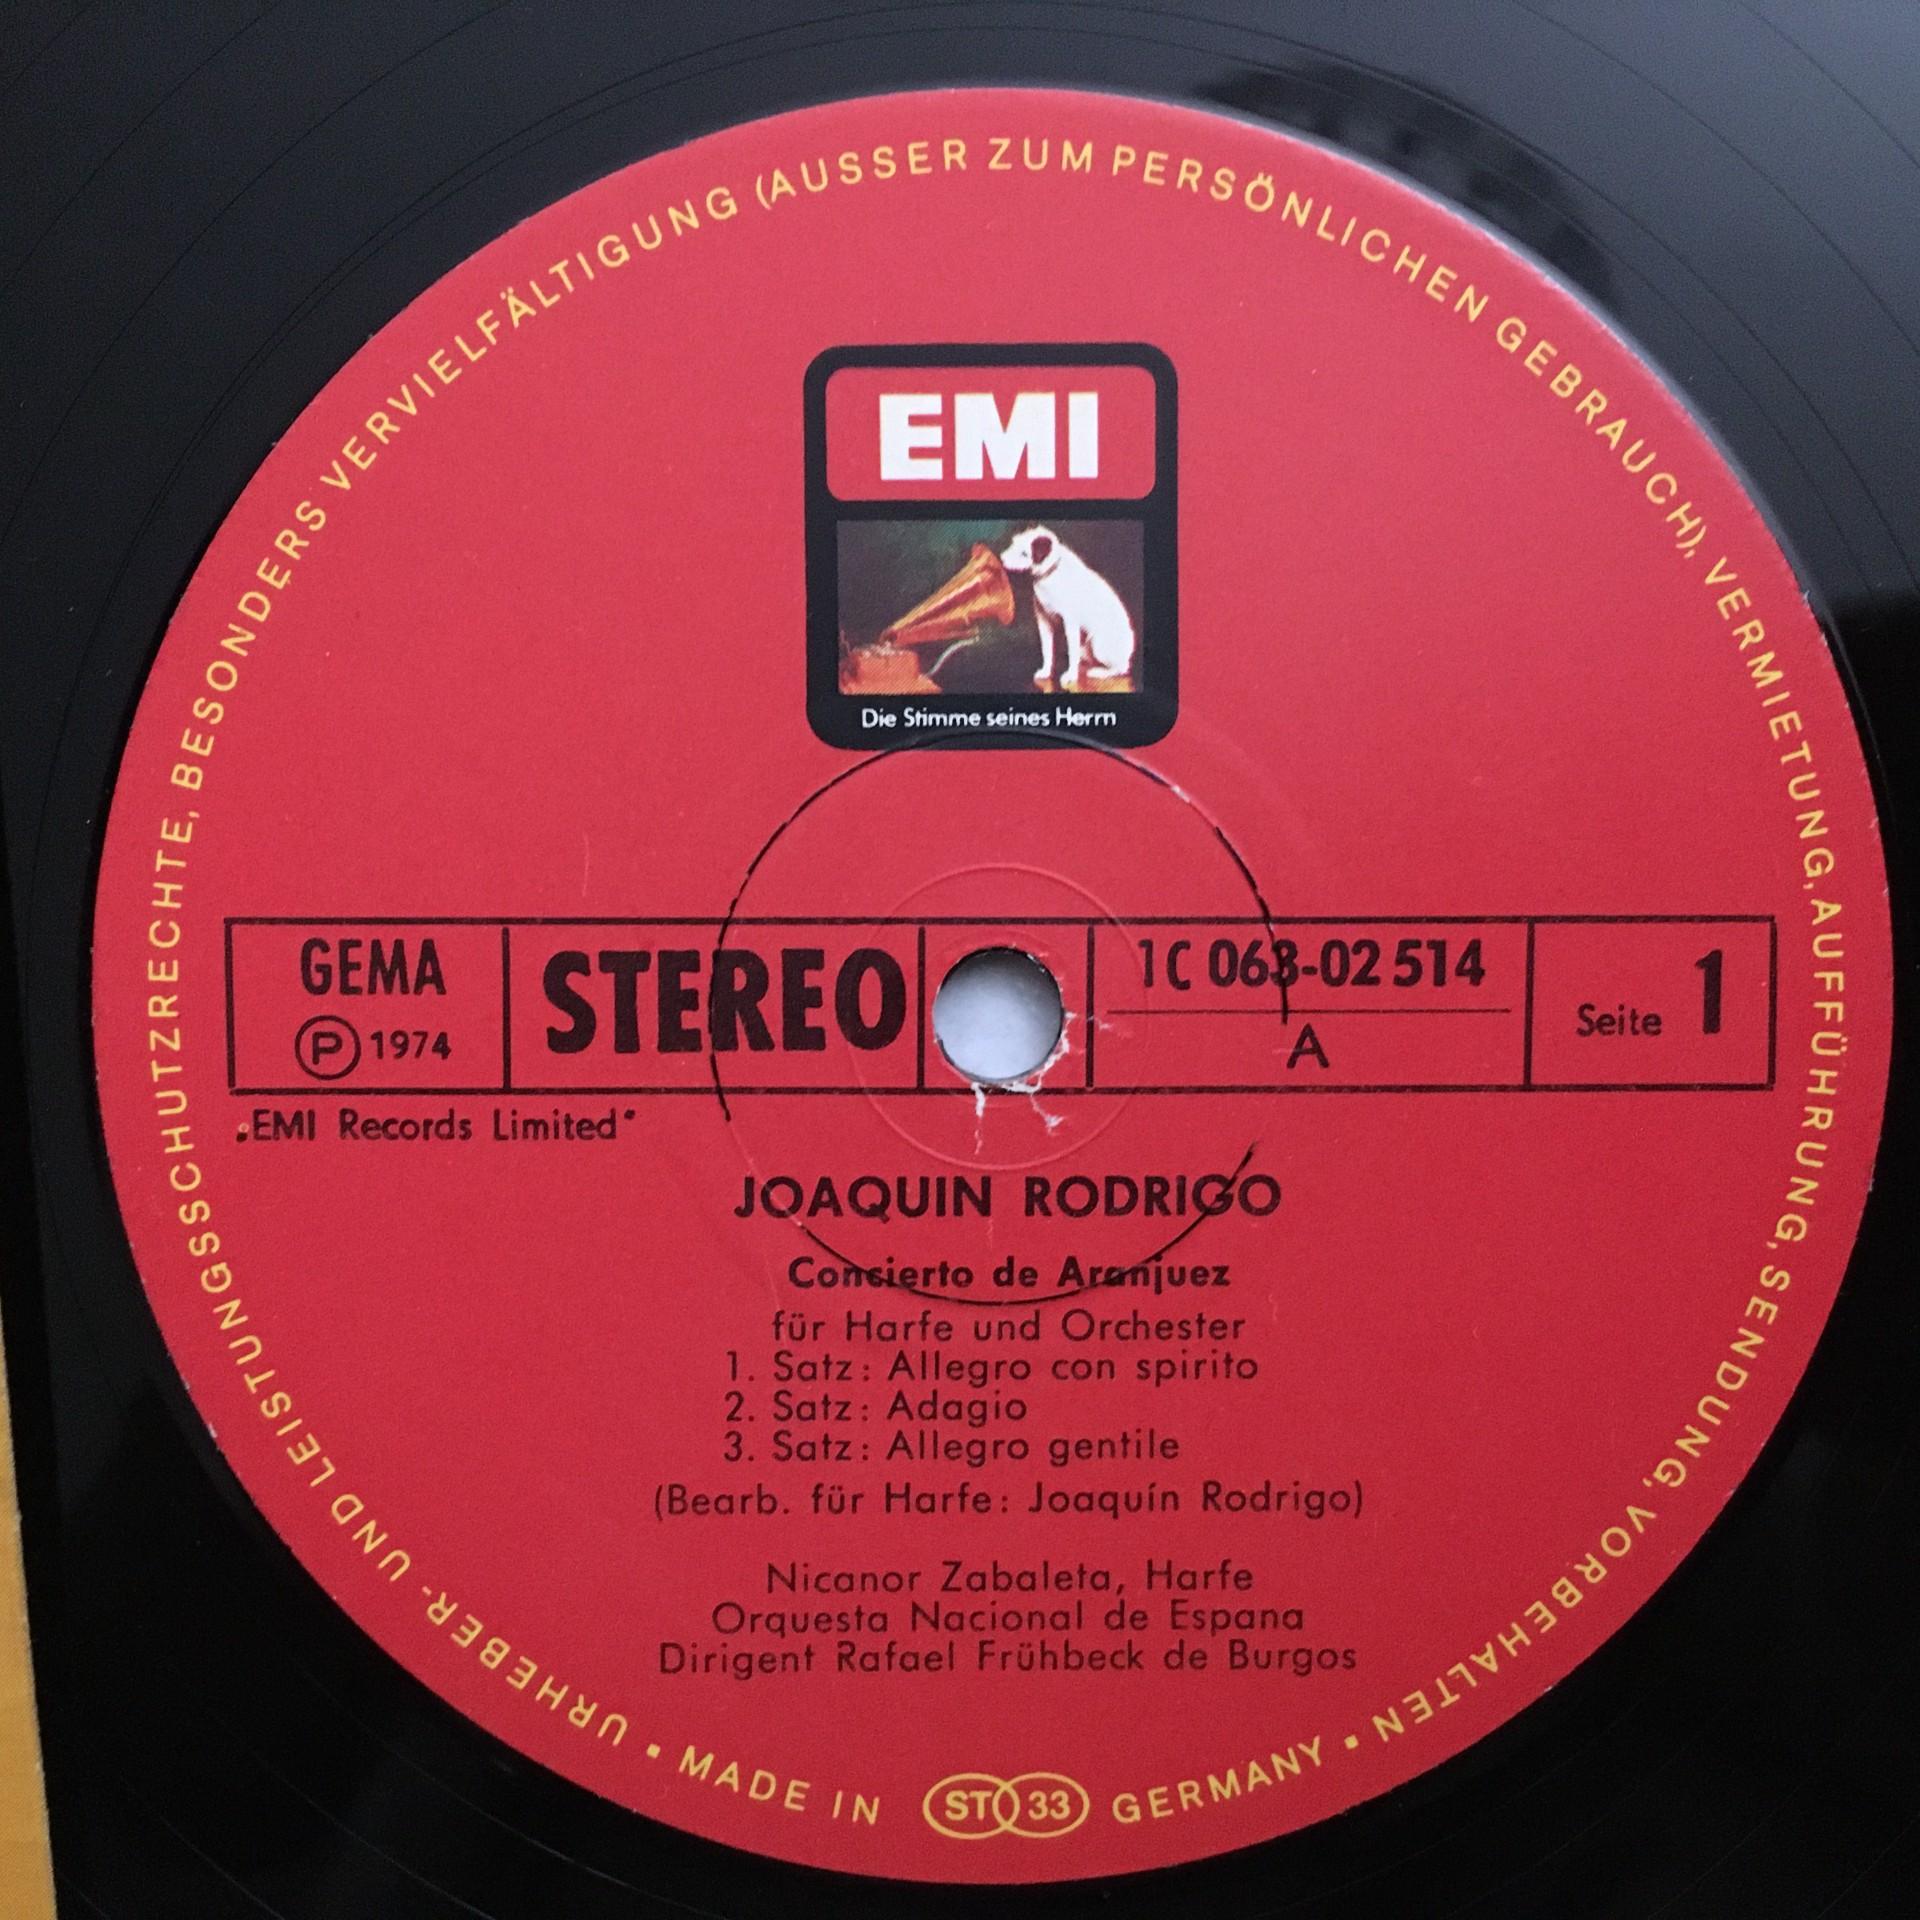 URHEBER- UND LEISTUNGSSCHUTZRECHTE, BESONDERS VERVIELFÄLTIGUNG (AUSSER ZUM PERSÖNLICHEN GEBRAUCH), VERMIETUNG, AUFFÜHRUNG, SENDUNG, VORBEHALTEN •
EMI
Die Stimme seines Herrn
GEMA
Ⓟ 1974
STEREO
1C 063-02 514
A
Seite 1
„EMI Records Limited“
JOAQUIN RODRIGO
Concierto de Aranjuez
für Harfe und Orchester
1. Satz: Allegro con spirito
2. Satz: Adagio
3. Satz: Allegro gentile
(Bearb. für Harfe: Joaquín Rodrigo)
Nicanor Zabaleta, Harfe
Orquesta Nacional de Espana
Dirigent Rafael Frühbeck de Burgos
• MADE IN ST 33 GERMANY